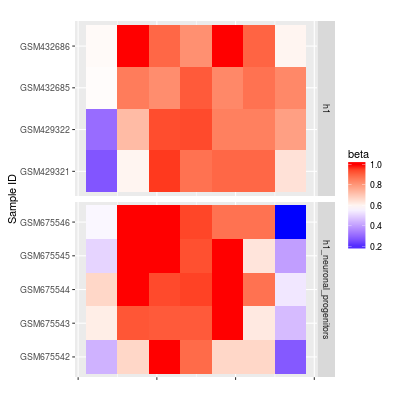 Sample ID
GSM432686
GSM432685
GSM429322
GSM429321
h1
GSM675546
GSM675545
GSM675544
GSM675543
GSM675542
h1_neuronal_progenitors
beta
1.0
0.8
0.6
0.4
0.2